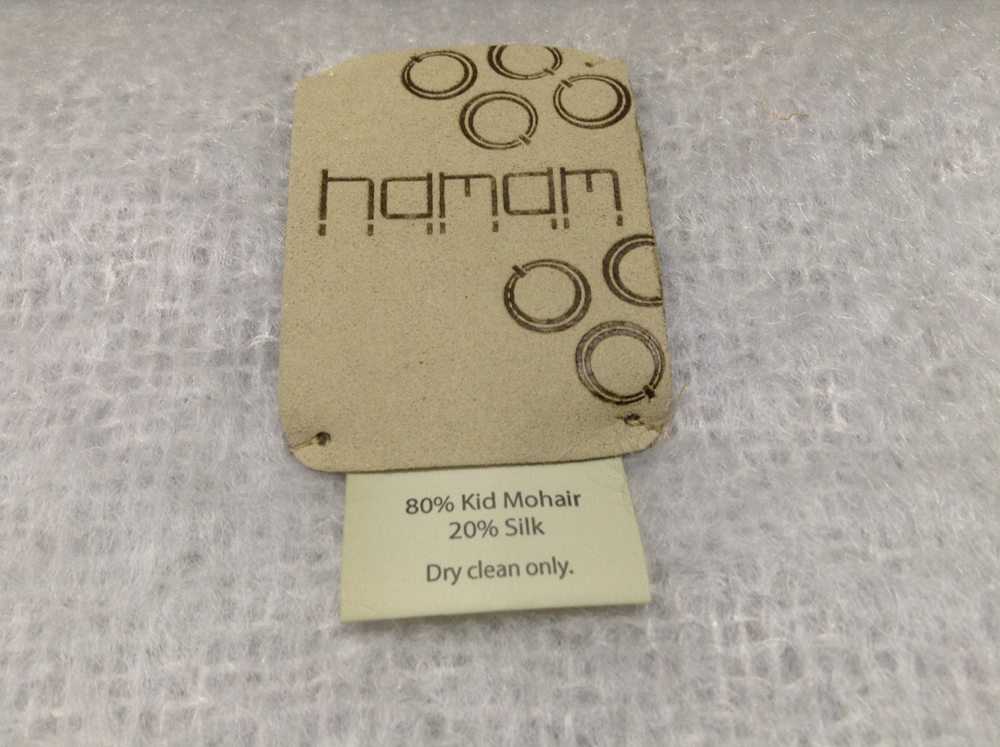 hamam
80% Kid Mohair
20% Silk
Dry clean only.